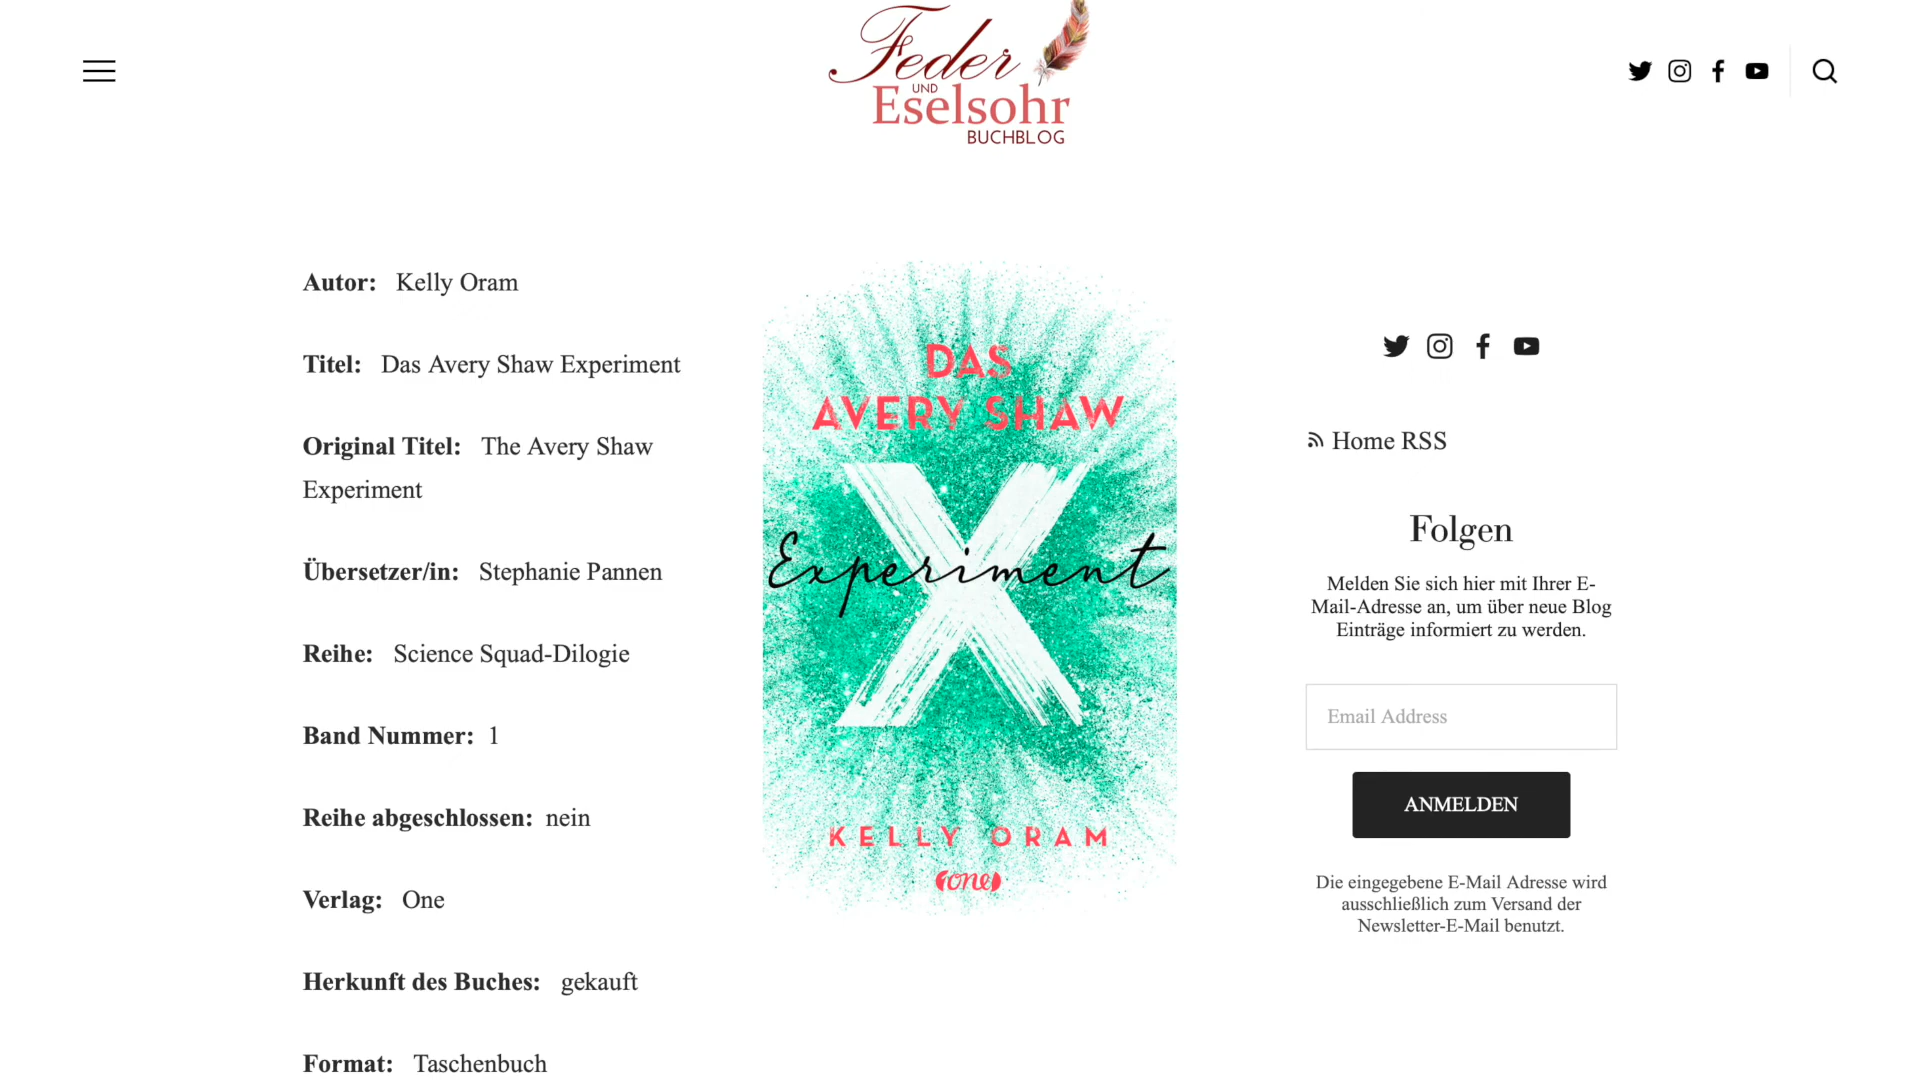 Feder
UND
Eselsohr
BUCHBLOG
Autor: Kelly Oram
Titel: Das Avery Shaw Experiment
Original Titel: The Avery Shaw
Experiment
Übersetzer/in: Stephanie Pannen
Reihe: Science Squad-Dilogie
Band Nummer: 1
Reihe abgeschlossen: nein
Verlag: One
Herkunft des Buches: gekauft
Format: Taschenbuch
DAS
AVERY SHAW
X
Experiment
KELLY ORAM
one
Home RSS
Folgen
Melden Sie sich hier mit Ihrer E-
Mail-Adresse an, um über neue Blog
Einträge informiert zu werden.
Email Address
ANMELDEN
Die eingegebene E-Mail Adresse wird
ausschließlich zum Versand der
Newsletter-E-Mail benutzt.